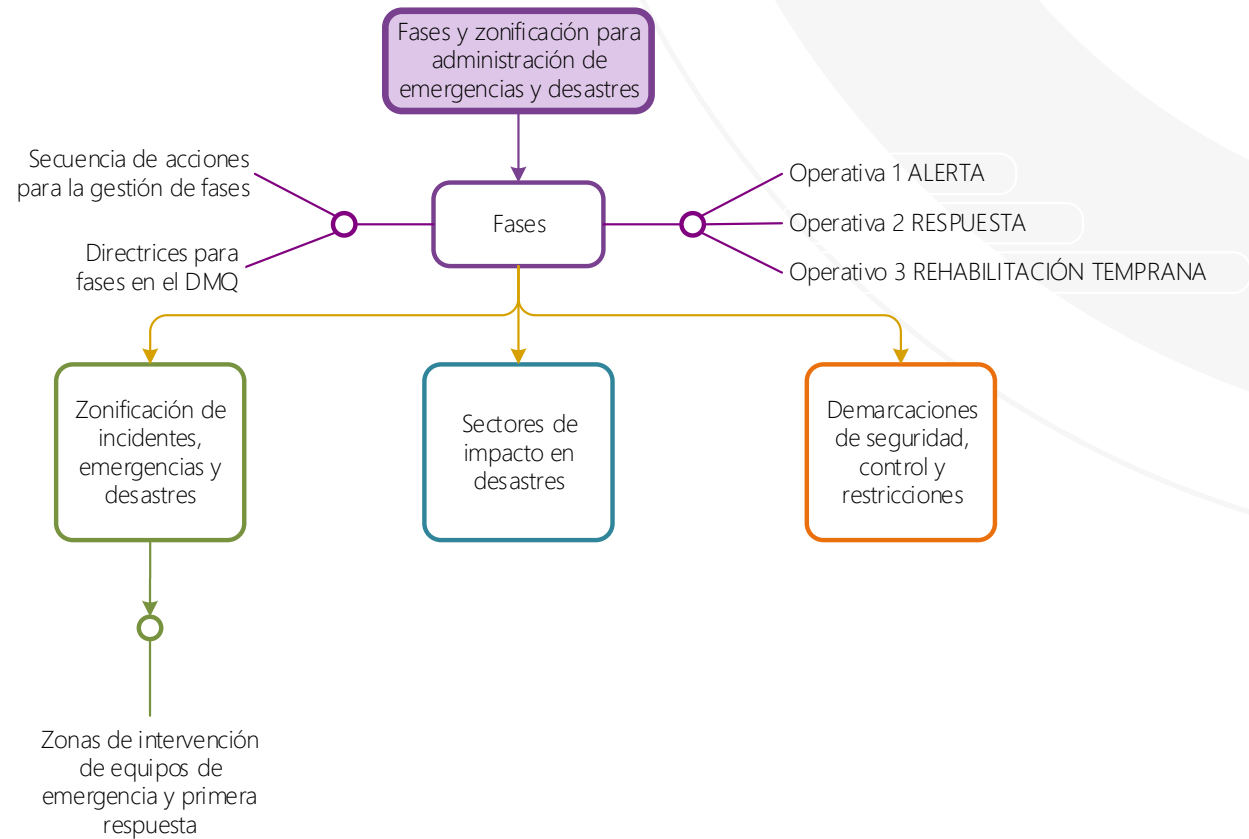 Fases y zonificación para
administración de
emergencias y desastres
Secuencia de acciones
para la gestión de fases
Directrices para
fases en el DMQ
Fases
Operativa 1 ALERTA
Operativa 2 RESPUESTA
Operativo 3 REHABILITACIÓN TEMPRANA
Zonificación de
incidentes,
emergencias y
desastres
Sectores de
impacto en
desastres
Demarcaciones
de seguridad,
control y
restricciones
Zonas de intervención
de equipos de
emergencia y primera
respuesta